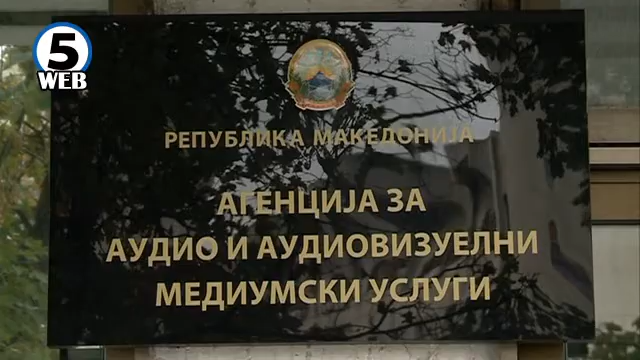 5
WEB
РЕПУБЛИКА МАКЕДОНИЈА
АГЕНЦИЈА ЗА
АУДИО И АУДИОВИЗУЕЛНИ
МЕДИУМСКИ УСЛУГИ